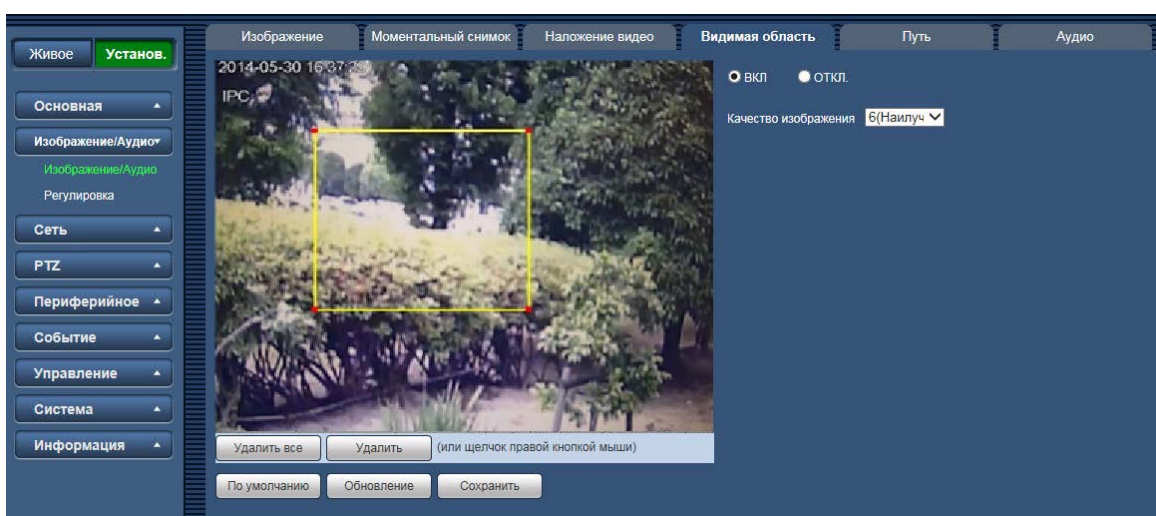 Изображение Моментальный снимок Наложение видео Видимая область Путь Аудио
Живое Установ.
Основная
Изображение/Аудио
Изображение/Аудио
Регулировка
Сеть
PTZ
Периферийное
Событие
Управление
Система
Информация
2014-05-30 16:37:
IPC
ВКЛ ОТКЛ.
Качество изображения 6(Наилуч
Удалить все Удалить (или щелчок правой кнопкой мыши)
По умолчанию Обновление Сохранить